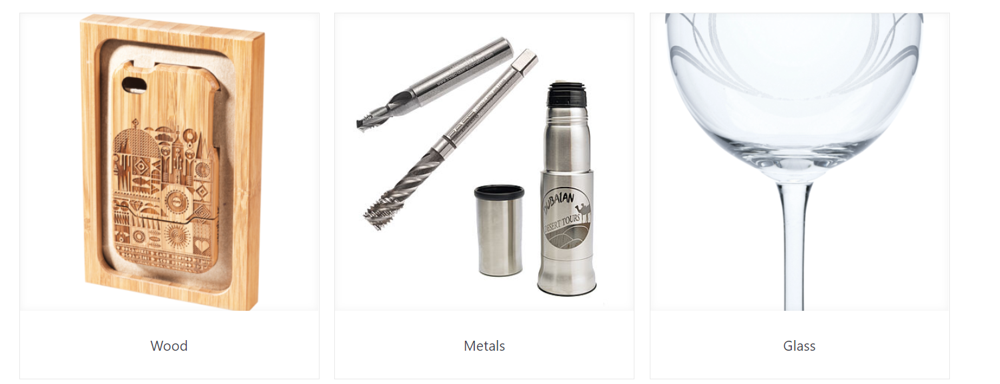 DUBAIAN
DESERT TOURS
Wood
Metals
Glass